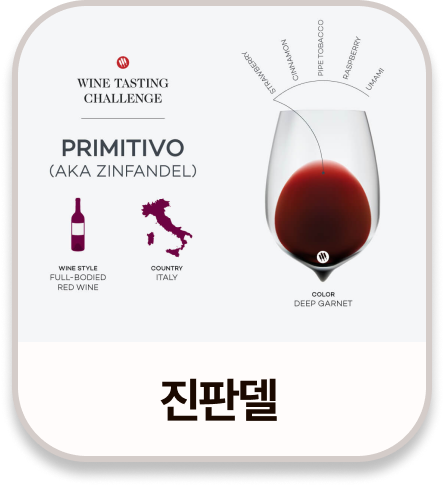 WINE TASTING
CHALLENGE
PRIMITIVO
(AKA ZINFANDEL)
WINE STYLE
FULL-BODIED
RED WINE
COUNTRY
ITALY
STRAWBERRY
CINNAMON
PIPE TOBACCO
RASPBERRY
UMAMI
COLOR
DEEP GARNET
진판델